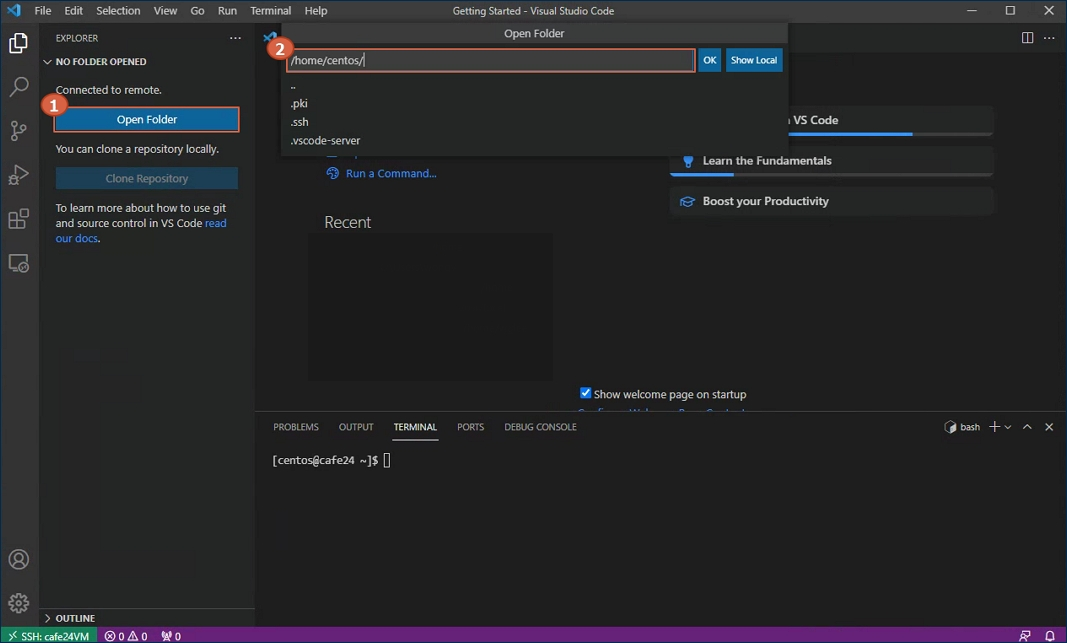 File Edit Selection View Go Run Terminal Help
Getting Started - Visual Studio Code
EXPLORER
NO FOLDER OPENED
Connected to remote.
1
Open Folder
You can clone a repository locally.
Clone Repository
To learn more about how to use git
and source control in VS Code read
our docs.
OUTLINE
Open Folder
2
/home/centos/
OK
Show Local
..
.pki
.ssh
.vscode-server
Run a Command...
Recent
VS Code
Learn the Fundamentals
Boost your Productivity
Show welcome page on startup
PROBLEMS OUTPUT TERMINAL PORTS DEBUG CONSOLE
bash
[centos@cafe24 ~]$
SSH: cafe24VM 0 0 0